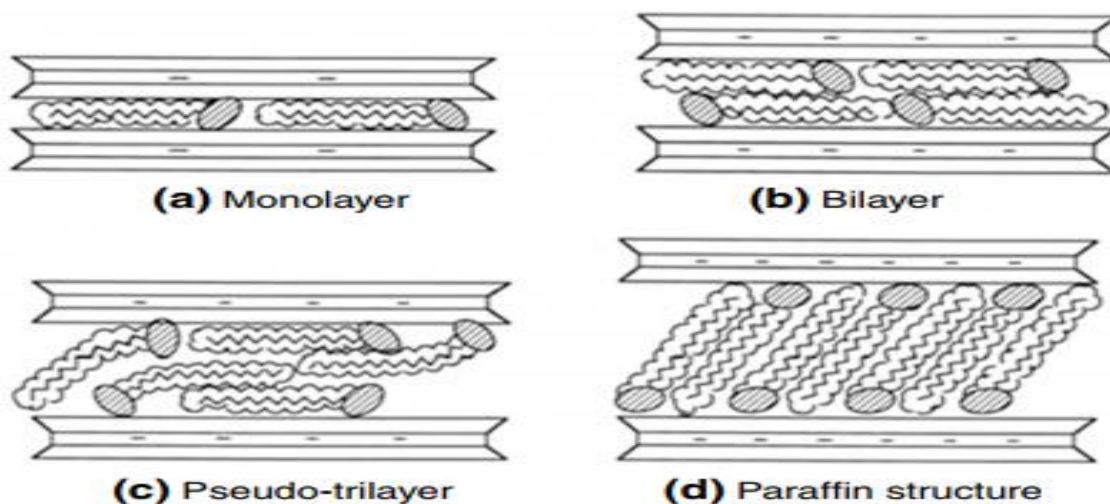 (a) Monolayer
(b) Bilayer
(c) Pseudo-trilayer
(d) Paraffin structure